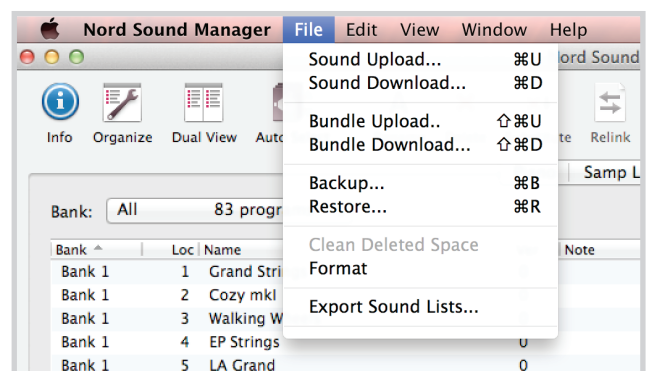 Nord Sound Manager File Edit View Window Help
Nord Sound
Sound Upload... ⌘U
Sound Download... ⌘D
Bundle Upload.. ⇧⌘U
Bundle Download... ⇧⌘D
Backup... ⌘B
Restore... ⌘R
Clean Deleted Space
Format
Export Sound Lists...
Info Organize Dual View Relink
Samp L
Bank: All 83 progr
Bank Loc Name Note
Bank 1 1 Grand Stri
Bank 1 2 Cozy mkI
Bank 1 3 Walking W
Bank 1 4 EP Strings 0
Bank 1 5 LA Grand 0